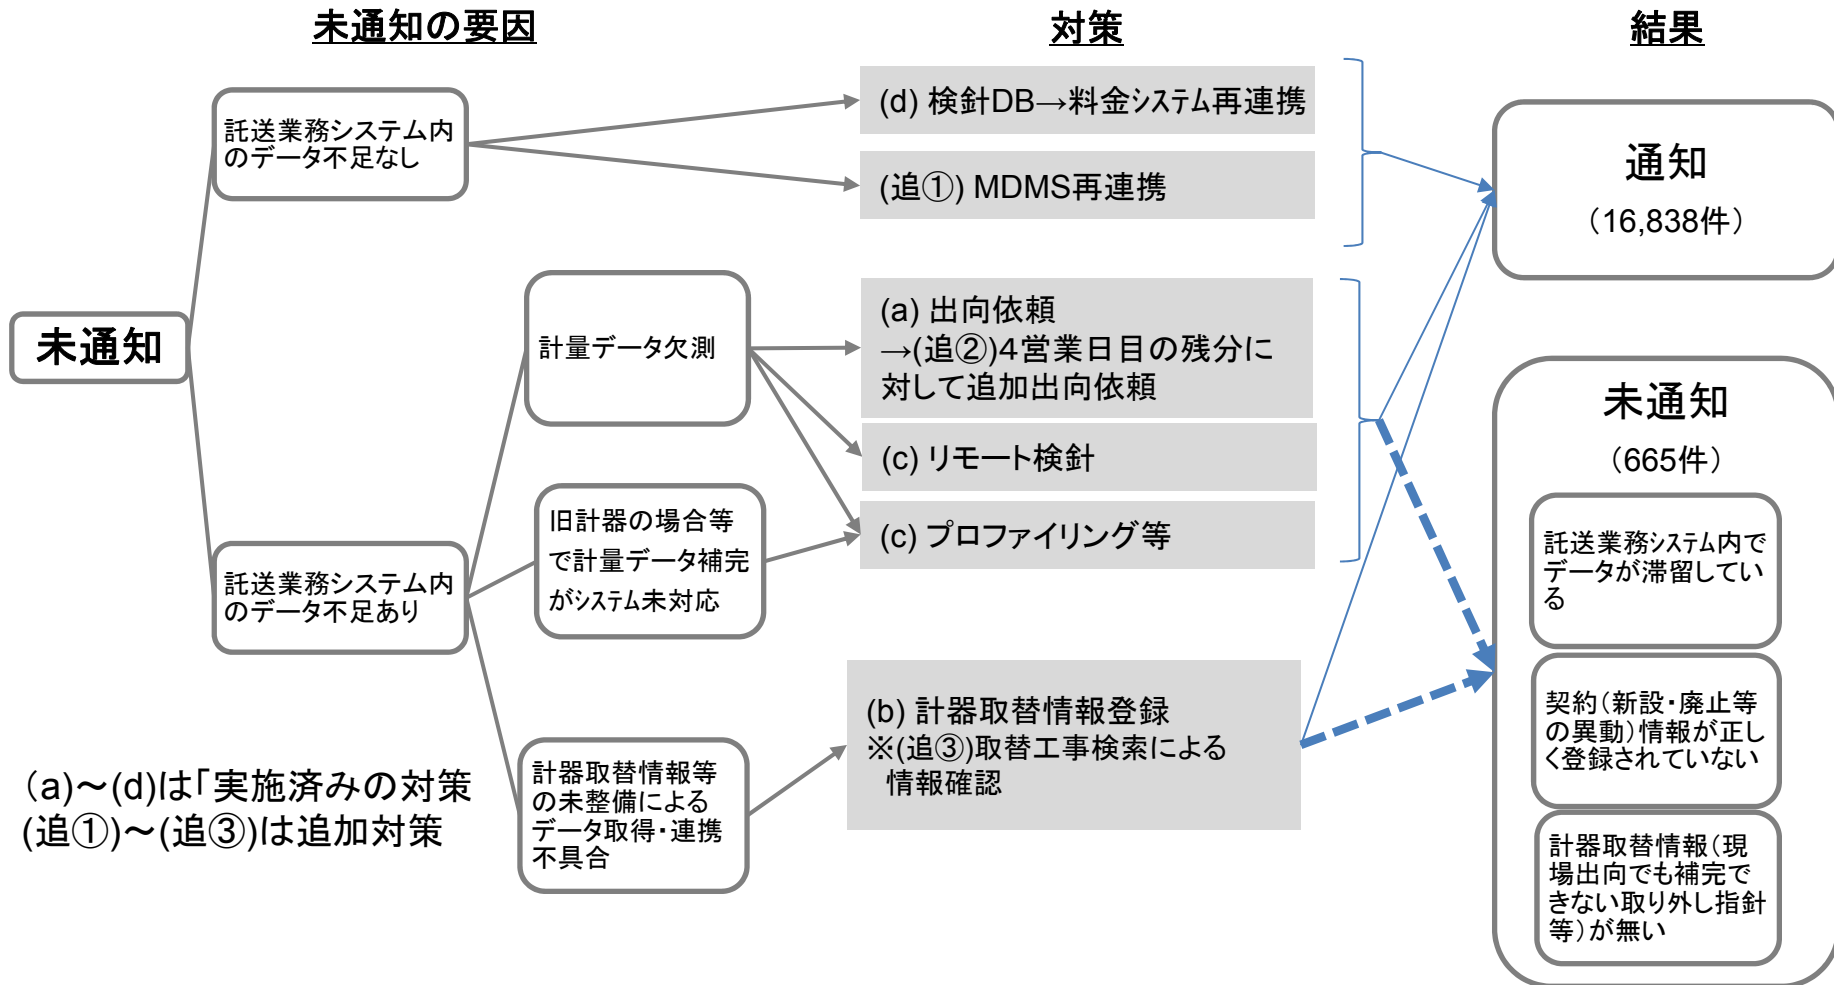 未通知の要因
対策
結果
未通知
託送業務システム内
のデータ不足なし
託送業務システム内
のデータ不足あり
計量データ欠測
旧計器の場合等
で計量データ補完
がシステム未対応
計器取替情報等
の未整備による
データ取得・連携
不具合
(d) 検針DB→料金システム再連携
(追①) MDMS再連携
(a) 出向依頼
→(追②)4営業日目の残分に
対して追加出向依頼
(c) リモート検針
(c) プロファイリング等
(b) 計器取替情報登録
※(追③)取替工事検索による
情報確認
通知
（16,838件）
未通知
（665件）
託送業務システム内で
データが滞留してい
る
契約（新設・廃止等
の異動）情報が正し
く登録されていない
計器取替情報（現
場出向でも補完で
きない取り外し指針
等）が無い
（a)～(d)は「実施済みの対策
(追①)～(追③)は追加対策